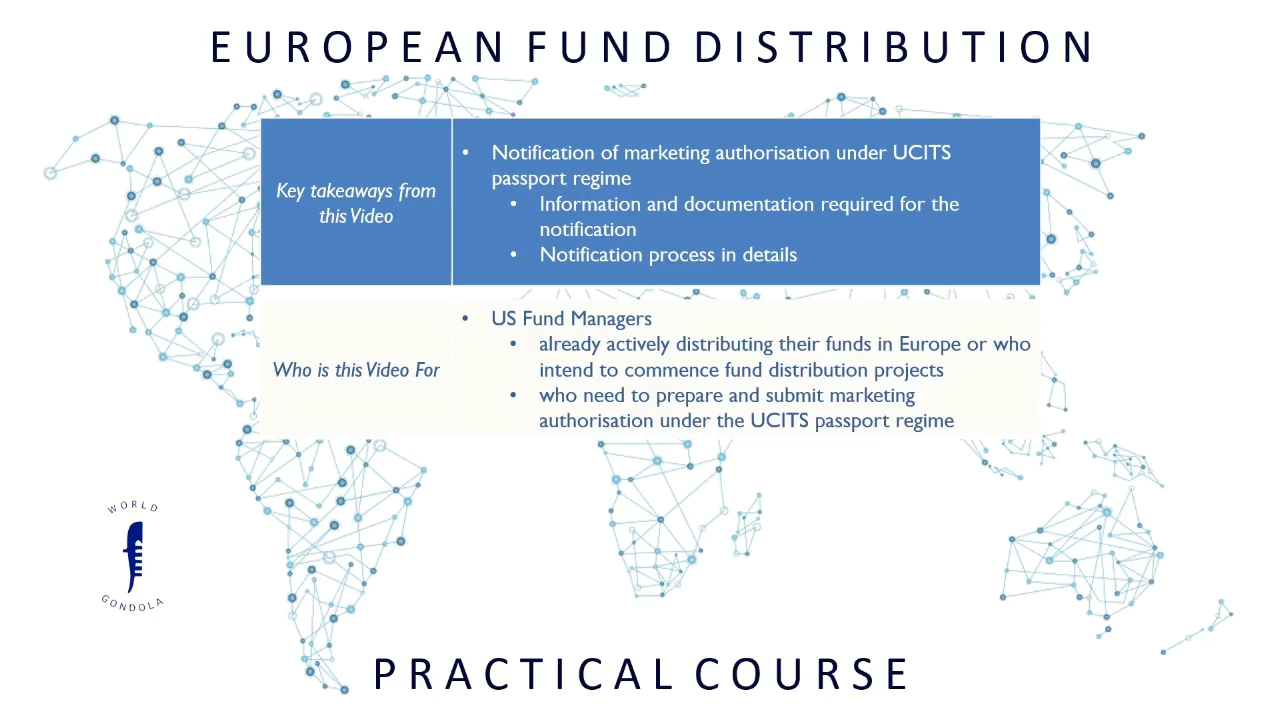 EUROPEAN FUND DISTRIBUTION
Key takeaways from
this Video
• Notification of marketing authorisation under UCITS
passport regime
• Information and documentation required for the
notification
• Notification process in details
Who is this Video For
• US Fund Managers
• already actively distributing their funds in Europe or who
intend to commence fund distribution projects
• who need to prepare and submit marketing
authorisation under the UCITS passport regime
WORLD
GONDOLA
PRACTICAL COURSE